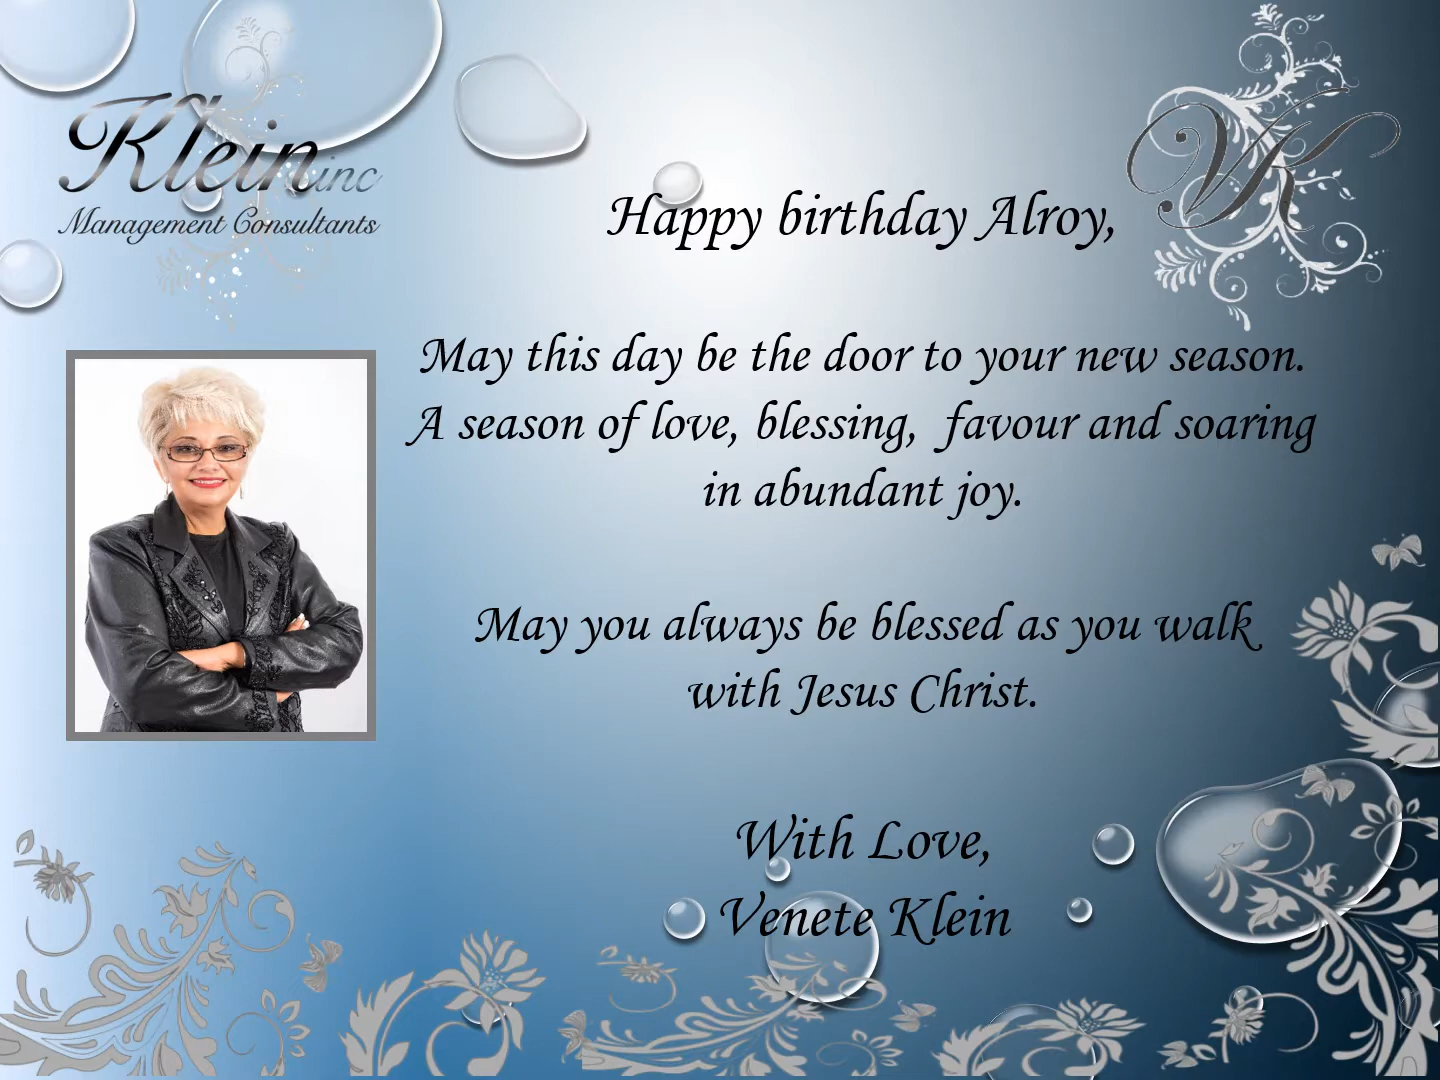 Klein inc
Management Consultants
VK
Happy birthday Alroy,
May this day be the door to your new season.
A season of love, blessing, favour and soaring
in abundant joy.
May you always be blessed as you walk
with Jesus Christ.
With Love,
Venete Klein